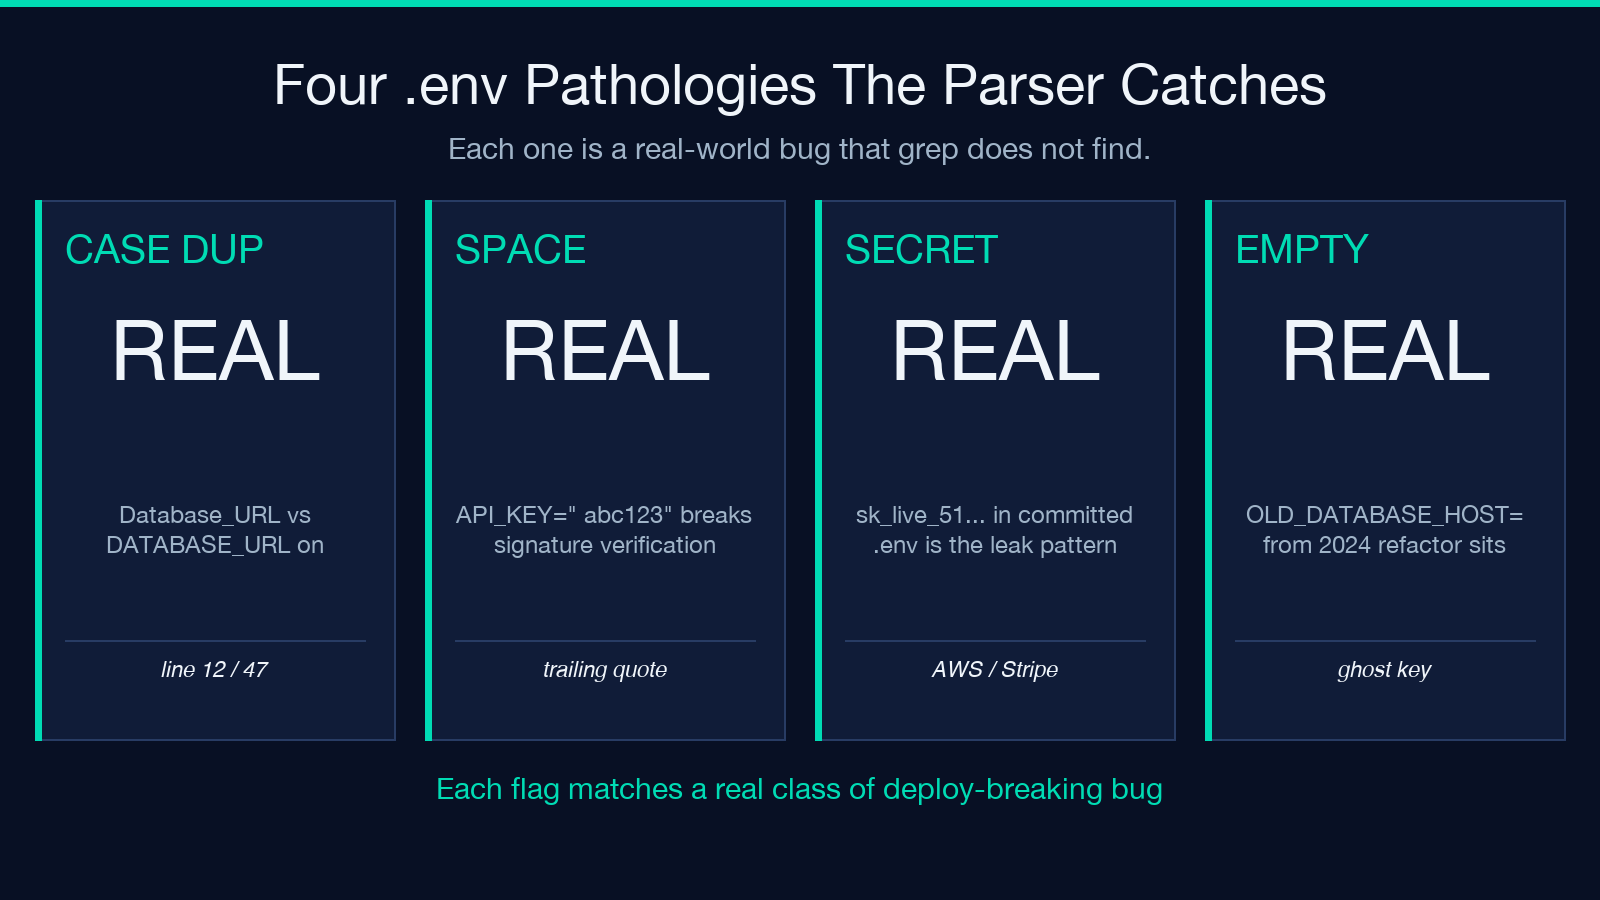 Four .env Pathologies The Parser Catches
Each one is a real-world bug that grep does not find.
CASE DUP
REAL
Database_URL vs
DATABASE_URL on
line 12 / 47
SPACE
REAL
API_KEY=" abc123" breaks
signature verification
trailing quote
SECRET
REAL
sk_live_51... in committed
.env is the leak pattern
AWS / Stripe
EMPTY
REAL
OLD_DATABASE_HOST=
from 2024 refactor sits
ghost key
Each flag matches a real class of deploy-breaking bug